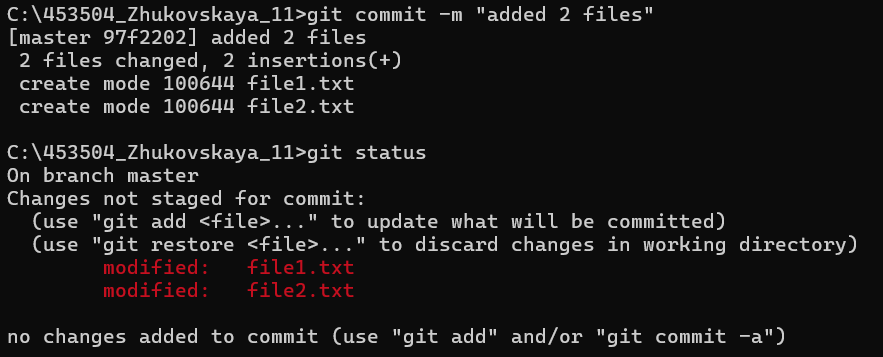 C:\453504_Zhukovskaya_11>git commit -m "added 2 files"
[master 97f2202] added 2 files
 2 files changed, 2 insertions(+)
 create mode 100644 file1.txt
 create mode 100644 file2.txt

C:\453504_Zhukovskaya_11>git status
On branch master
Changes not staged for commit:
  (use "git add <file>..." to update what will be committed)
  (use "git restore <file>..." to discard changes in working directory)
        modified:   file1.txt
        modified:   file2.txt

no changes added to commit (use "git add" and/or "git commit -a")